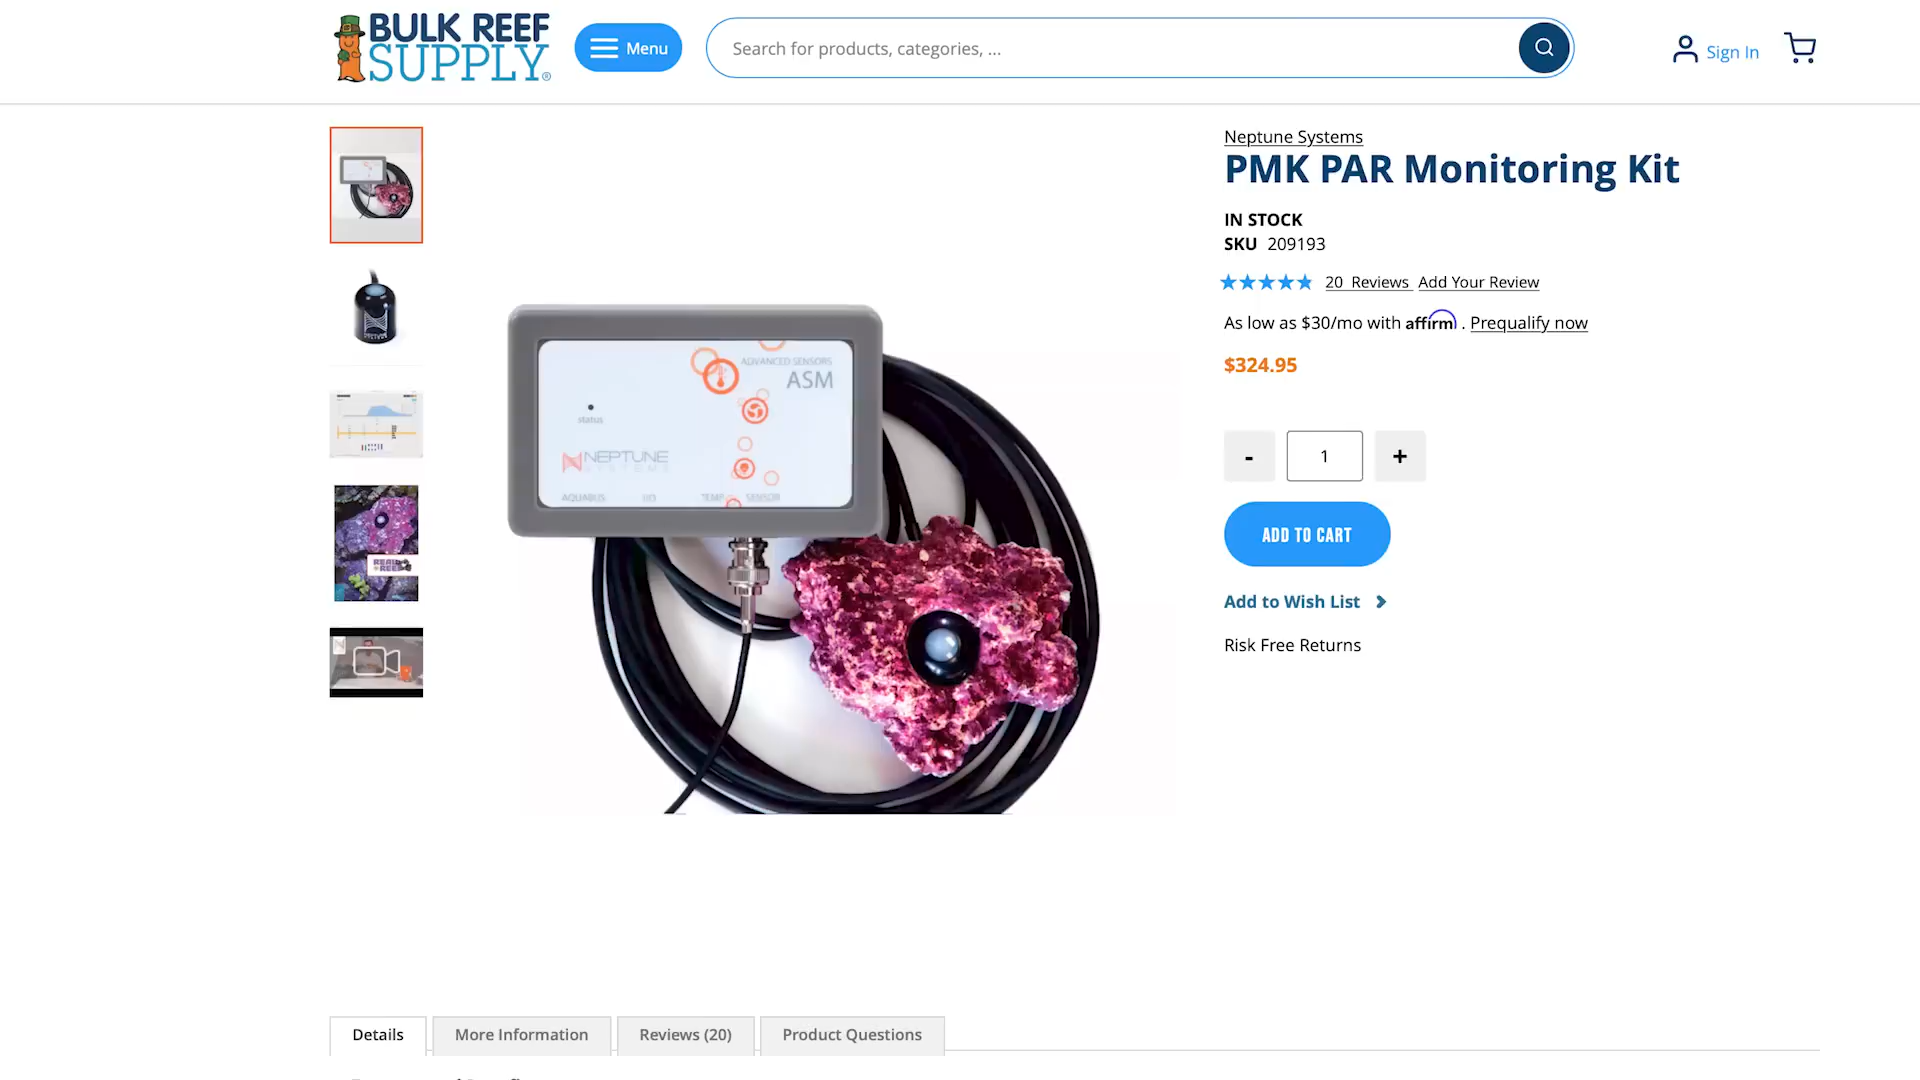 BULK REEF
SUPPLY®
Menu
Search for products, categories, ...
Sign In
Neptune Systems
PMK PAR Monitoring Kit
IN STOCK
SKU 209193
20 Reviews Add Your Review
As low as $30/mo with affirm . Prequalify now
$324.95
- 1 +
ADD TO CART
Add to Wish List
Risk Free Returns
ADVANCED SENSORS
ASM
status
NEPTUNE
SYSTEMS
AQUABUS I/O TEMP SENSOR
Details
More Information
Reviews (20)
Product Questions